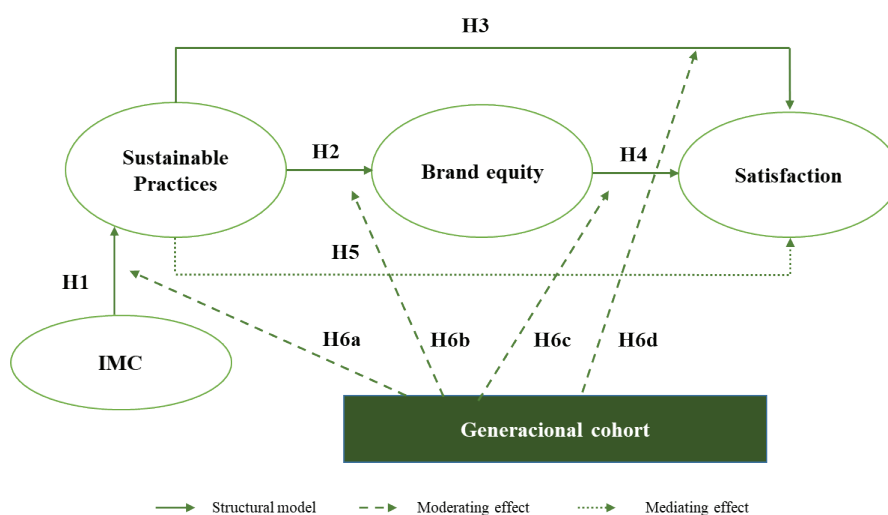 H3
Sustainable
Practices
H2
Brand equity
H4
Satisfaction
H5
H1
IMC
H6a
H6b
H6c
H6d
Generacional cohort
Structural model
Moderating effect
Mediating effect